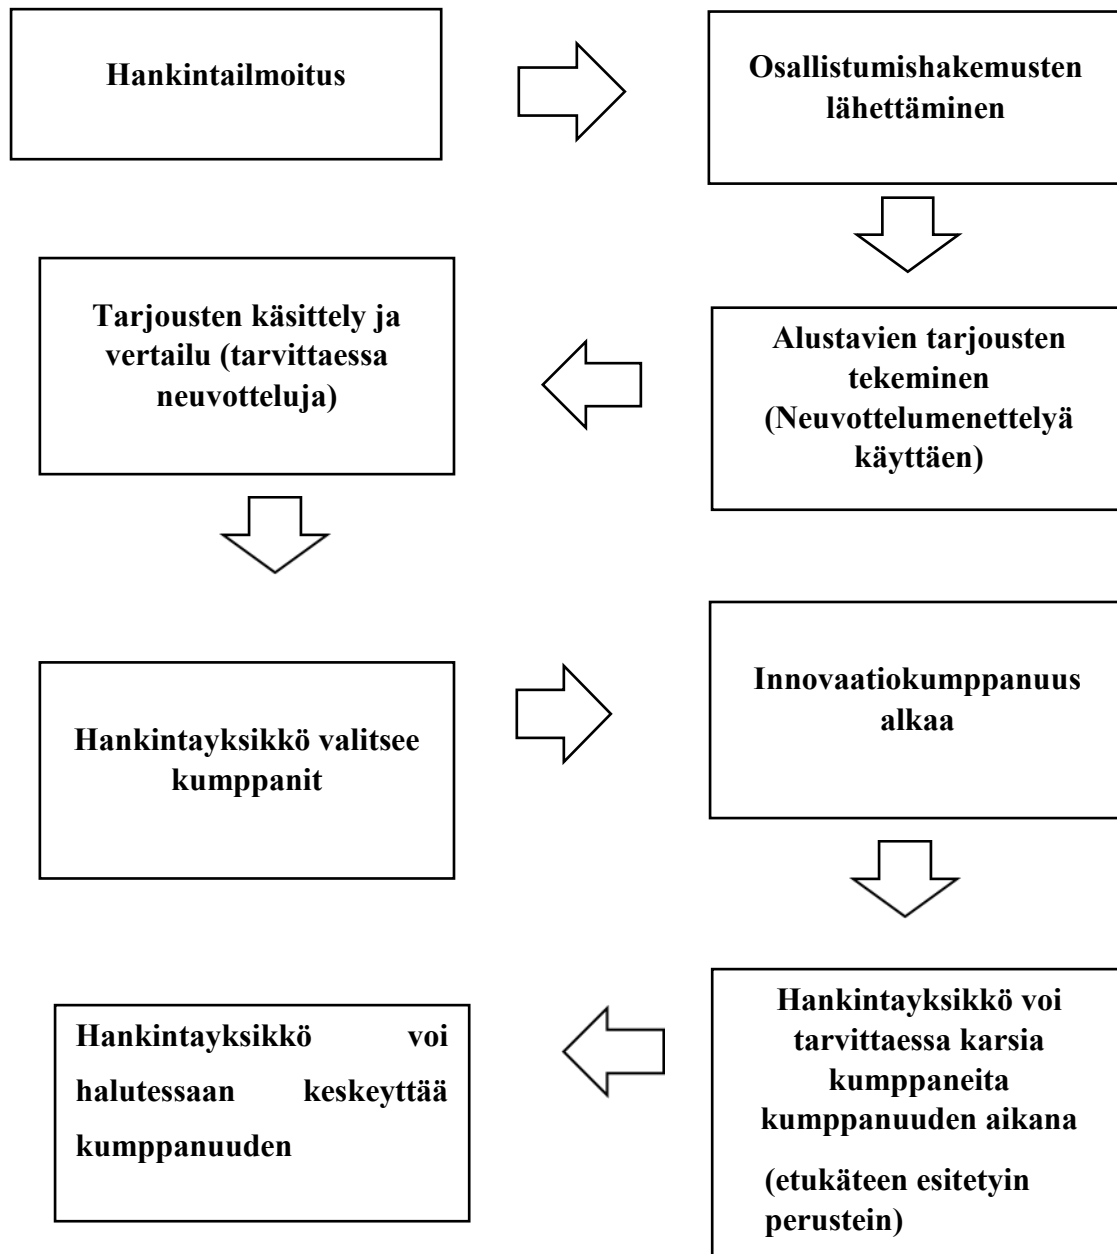 Hankintailmoitus
Osallistumishakemusten
lähettäminen
Alustavien tarjousten
tekeminen
(Neuvottelumenettelyä
käyttäen)
Tarjousten käsittely ja
vertailu (tarvittaessa
neuvotteluja)
Hankintayksikkö valitsee
kumppanit
Innovaatiokumppanuus
alkaa
Hankintayksikkö voi
tarvittaessa karsia
kumppaneita
kumppanuuden aikana
(etukäteen esitetyin
perustein)
Hankintayksikkö voi
halutessaan keskeyttää
kumppanuuden